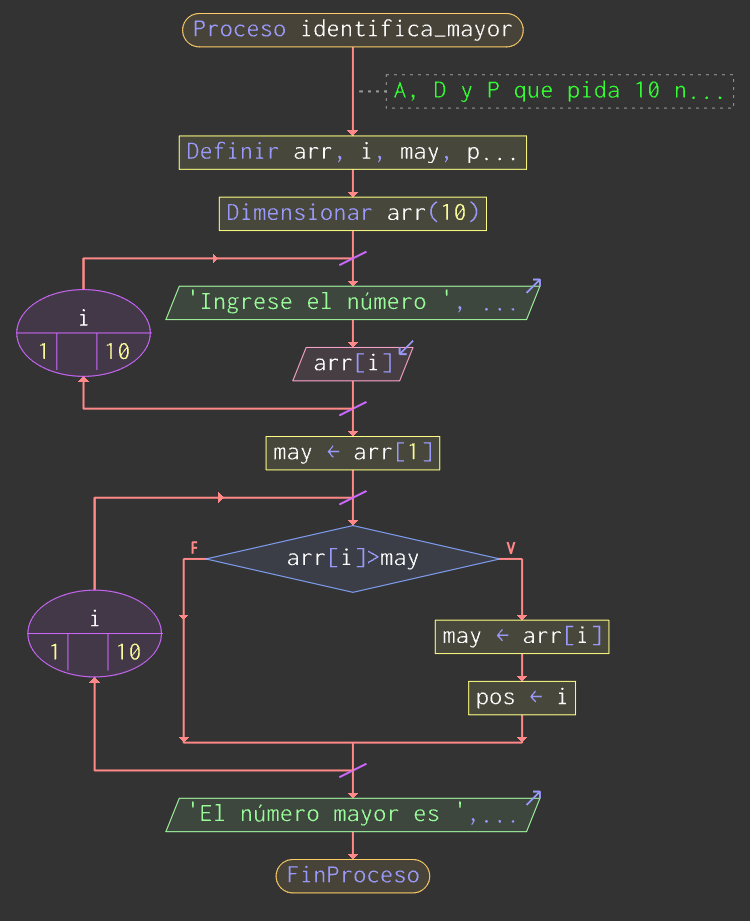 Proceso identifica_mayor
A, D y P que pida 10 n...
Definir arr, i, may, p...
Dimensionar arr(10)
i
1 10
'Ingrese el número ', ...
arr[i]
may ← arr[1]
arr[i]>may
F
V
i
1 10
may ← arr[i]
pos ← i
'El número mayor es ',...
FinProceso